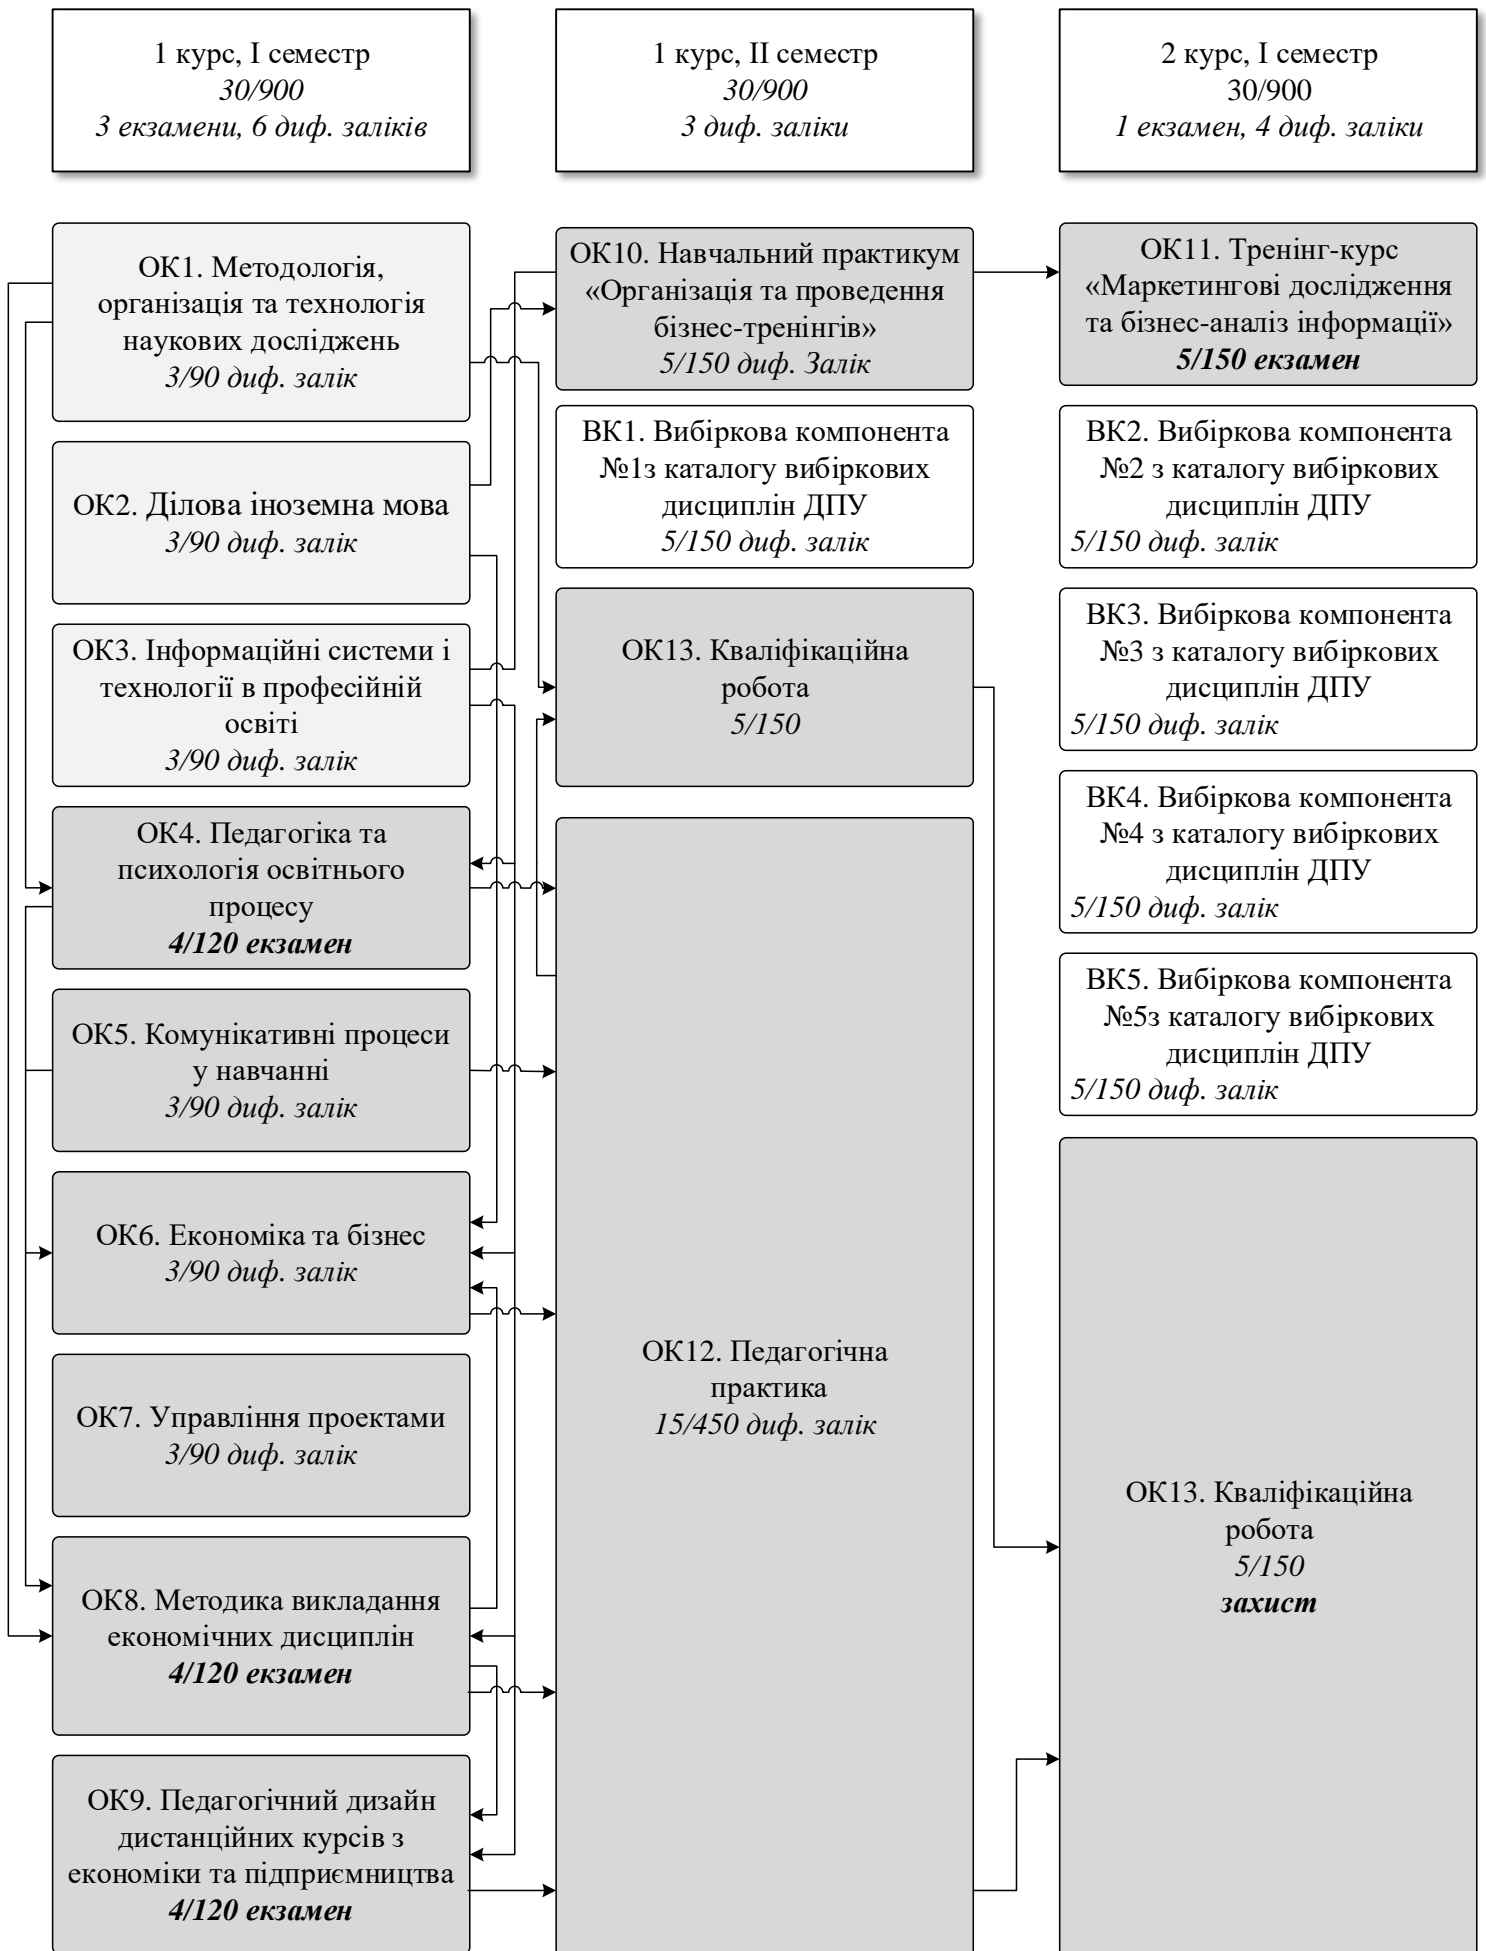 1 курс, І семестр
30/900
3 екзамени, 6 диф. заліків
1 курс, ІІ семестр
30/900
3 диф. заліки
2 курс, І семестр
30/900
1 екзамен, 4 диф. заліки
ОК1. Методологія,
організація та технологія
наукових досліджень
3/90 диф. залік
ОК2. Ділова іноземна мова
3/90 диф. залік
ОК3. Інформаційні системи і
технології в професійній
освіті
3/90 диф. залік
ОК4. Педагогіка та
психологія освітнього
процесу
4/120 екзамен
ОК5. Комунікативні процеси
у навчанні
3/90 диф. залік
ОК6. Економіка та бізнес
3/90 диф. залік
ОК7. Управління проектами
3/90 диф. залік
ОК8. Методика викладання
економічних дисциплін
4/120 екзамен
ОК9. Педагогічний дизайн
дистанційних курсів з
економіки та підприємництва
4/120 екзамен
ОК10. Навчальний практикум
«Організація та проведення
бізнес-тренінгів»
5/150 диф. Залік
ВК1. Вибіркова компонента
№1з каталогу вибіркових
дисциплін ДПУ
5/150 диф. залік
ОК13. Кваліфікаційна
робота
5/150
ОК12. Педагогічна
практика
15/450 диф. залік
ОК11. Тренінг-курс
«Маркетингові дослідження
та бізнес-аналіз інформації»
5/150 екзамен
ВК2. Вибіркова компонента
№2 з каталогу вибіркових
дисциплін ДПУ
5/150 диф. залік
ВК3. Вибіркова компонента
№3 з каталогу вибіркових
дисциплін ДПУ
5/150 диф. залік
ВК4. Вибіркова компонента
№4 з каталогу вибіркових
дисциплін ДПУ
5/150 диф. залік
ВК5. Вибіркова компонента
№5з каталогу вибіркових
дисциплін ДПУ
5/150 диф. залік
ОК13. Кваліфікаційна
робота
5/150
захист